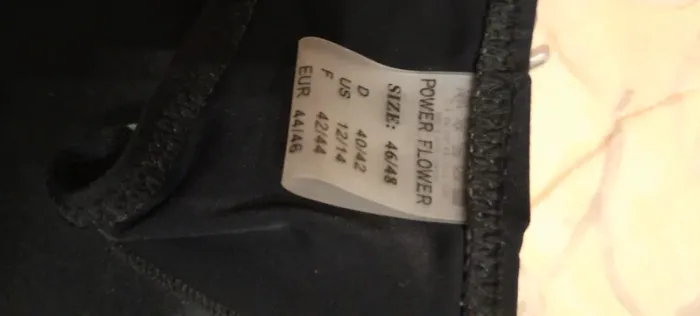 POWER FLOWER
SIZE: 46/48
D 40/42
US 12/14
F 42/44
EUR 44/46